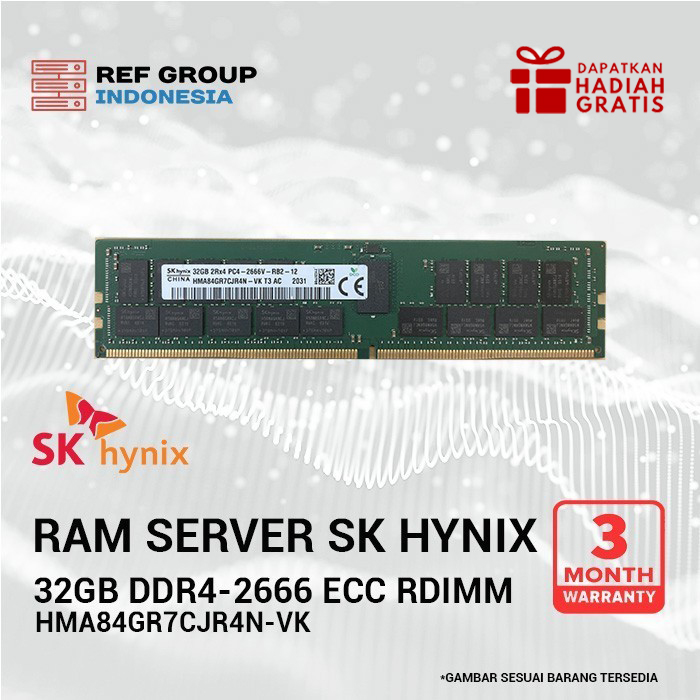 REF GROUP
INDONESIA
DAPATKAN
HADIAH
GRATIS
SK hynix 32GB 2Rx4 PC4-2666V-RB2-12
CHINA HMA84GR7CJR4N-VK T3 AC 2031
SK hynix
RAM SERVER SK HYNIX
32GB DDR4-2666 ECC RDIMM
HMA84GR7CJR4N-VK
3
MONTH
WARRANTY
*GAMBAR SESUAI BARANG TERSEDIA